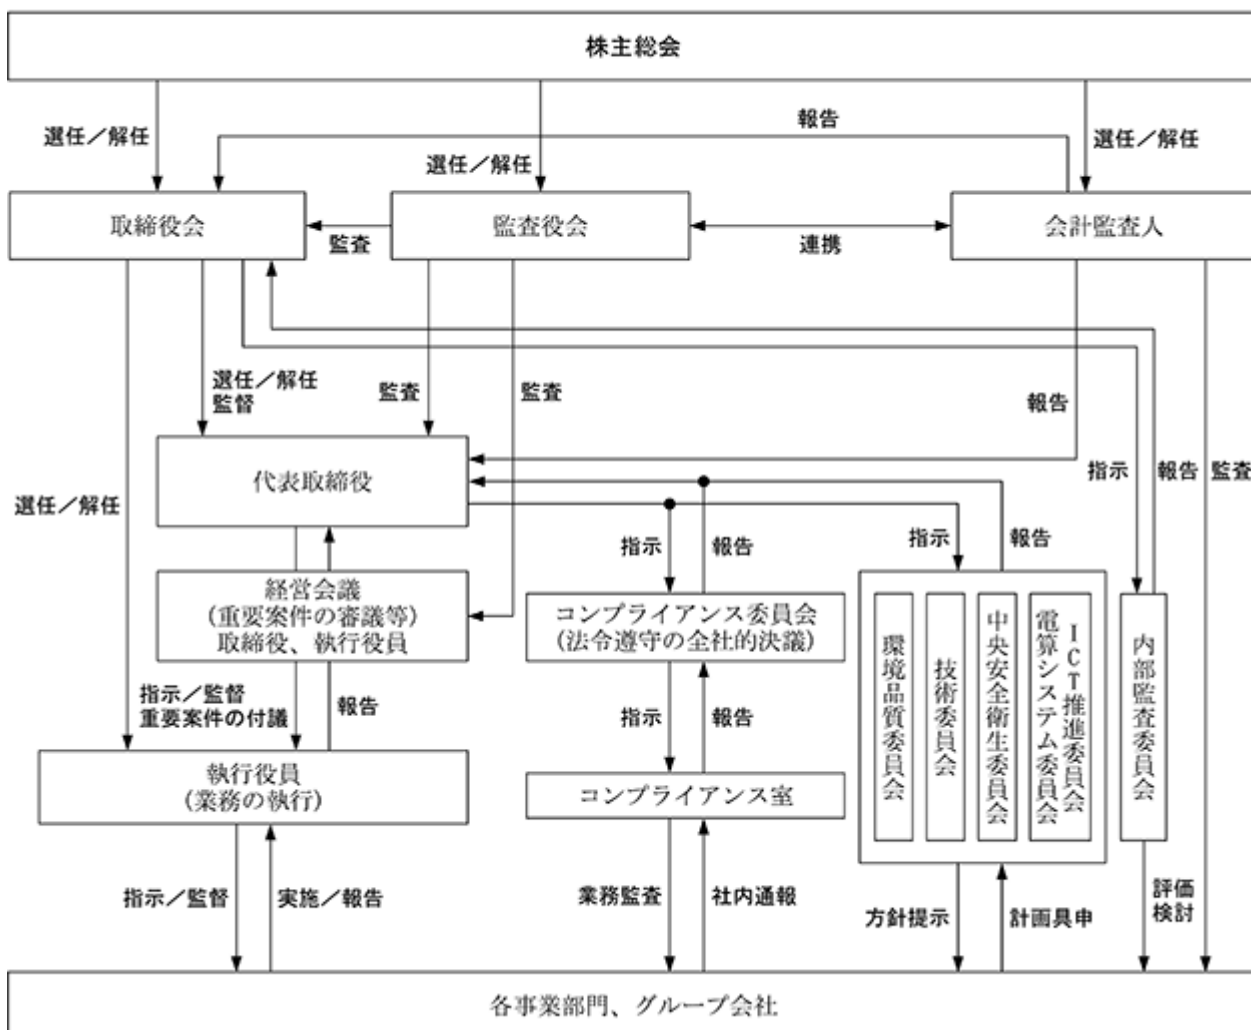 株主総会
選任／解任
選任／解任
報告
選任／解任
取締役会
監査
監査役会
連携
会計監査人
選任／解任
監督
監査
監査
報告
指示
報告
監査
選任／解任
代表取締役
指示
報告
指示
報告
経営会議
(重要案件の審議等)
取締役、執行役員
コンプライアンス委員会
(法令遵守の全社的決議)
環境品質委員会
技術委員会
中央安全衛生委員会
ICT推進委員会
電算システム委員会
内部監査委員会
指示／監督
重要案件の付議
報告
指示
報告
執行役員
(業務の執行)
コンプライアンス室
指示／監督
実施／報告
業務監査
社内通報
方針提示
計画具申
評価
検討
各事業部門、グループ会社